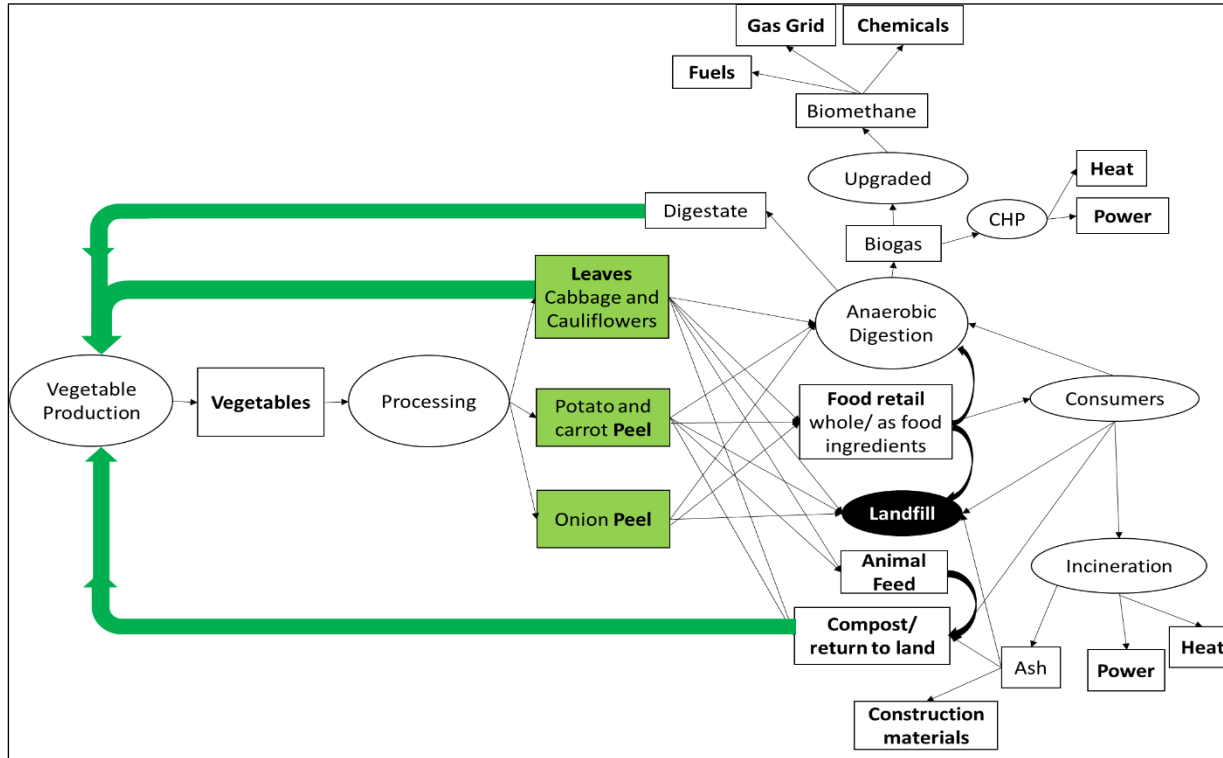 Gas Grid
Chemicals
Fuels
Biomethane
Upgraded
Heat
CHP
Power
Digestate
Biogas
Leaves
Cabbage and
Cauliflowers
Anaerobic
Digestion
Vegetable
Production
Vegetables
Processing
Potato and
carrot Peel
Food retail
whole/ as food
ingredients
Consumers
Onion Peel
Landfill
Animal
Feed
Incineration
Compost/
return to land
Ash
Power
Heat
Construction
materials